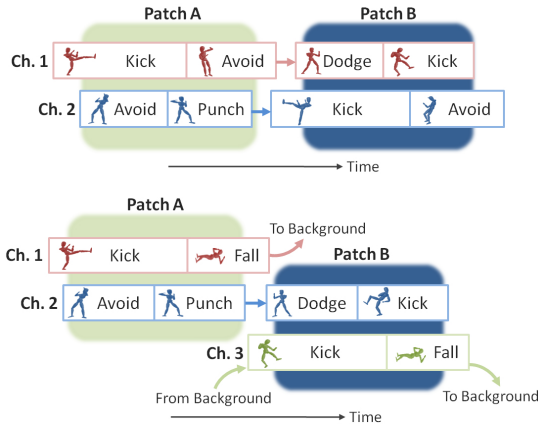 Patch A Patch B
Ch. 1 Kick Avoid Dodge Kick
Ch. 2 Avoid Punch Kick Avoid
Time
Patch A
To Background
Ch. 1 Kick Fall Patch B
Ch. 2 Avoid Punch Dodge Kick
Ch. 3 Kick Fall
From Background To Background
Time